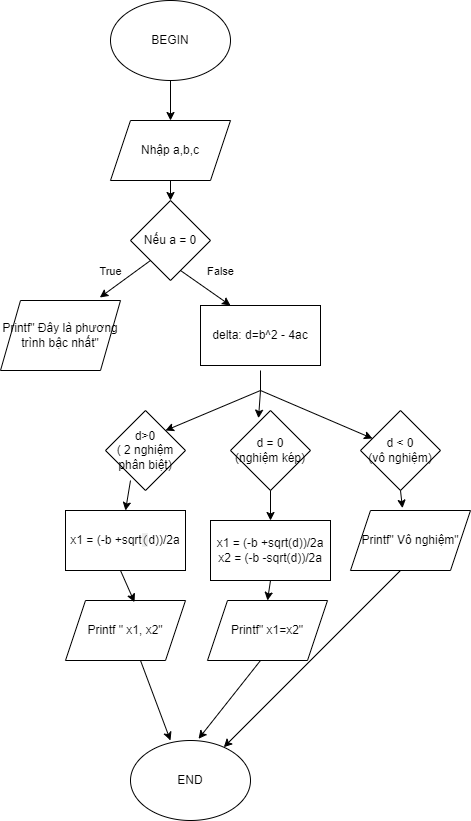 BEGIN
Nhập a,b,c
Nếu a = 0
True
False
Printf" Đây là phương
trình bậc nhất"
delta: d=b^2 - 4ac
d>0
( 2 nghiệm
phân biệt)
d = 0
(nghiệm kép)
d < 0
(vô nghiệm)
x1 = (-b +sqrt(d))/2a
x1 = (-b +sqrt(d))/2a
x2 = (-b -sqrt(d))/2a
Printf" Vô nghiệm"
Printf " x1, x2"
Printf" x1=x2"
END